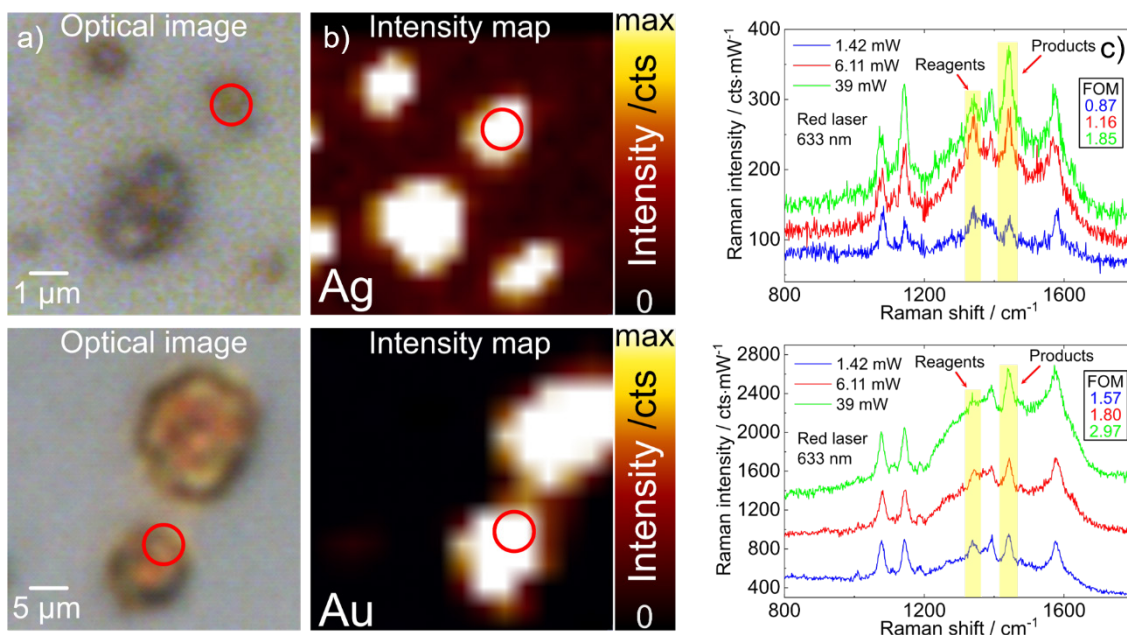 a)
Optical image
1 µm
b)
Intensity map
Ag
max
Intensity /cts
0
c)
400
300
200
100
Raman intensity / cts·mW⁻¹
1.42 mW
6.11 mW
39 mW
Red laser
633 nm
Reagents
Products
FOM
0.87
1.16
1.85
800 1200 1400 1600
Raman shift / cm⁻¹
Optical image
5 µm
Intensity map
Au
max
Intensity /cts
0
2800
2400
2000
1600
1200
800
400
Raman intensity / cts·mW⁻¹
1.42 mW
6.11 mW
39 mW
Red laser
633 nm
Reagents
Products
FOM
1.57
1.80
2.97
800 1200 1400 1600
Raman shift / cm⁻¹